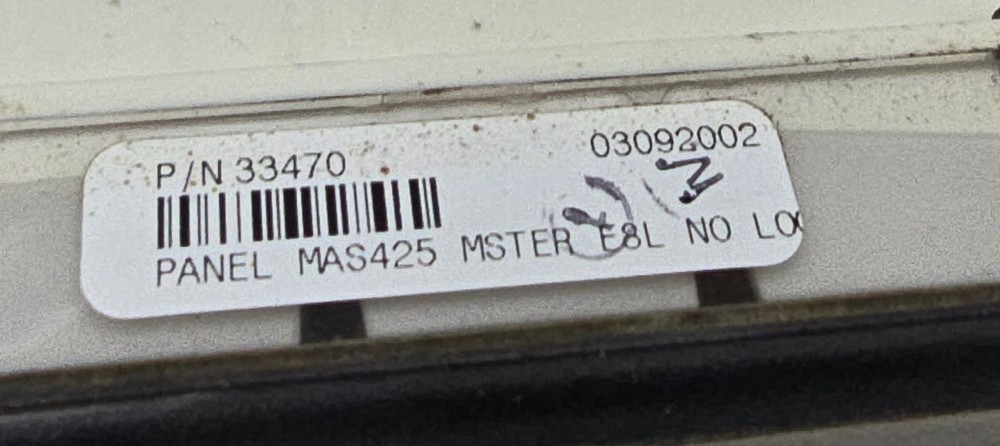 P/N 33470 03092002
PANEL MAS425 MSTER E8L NO